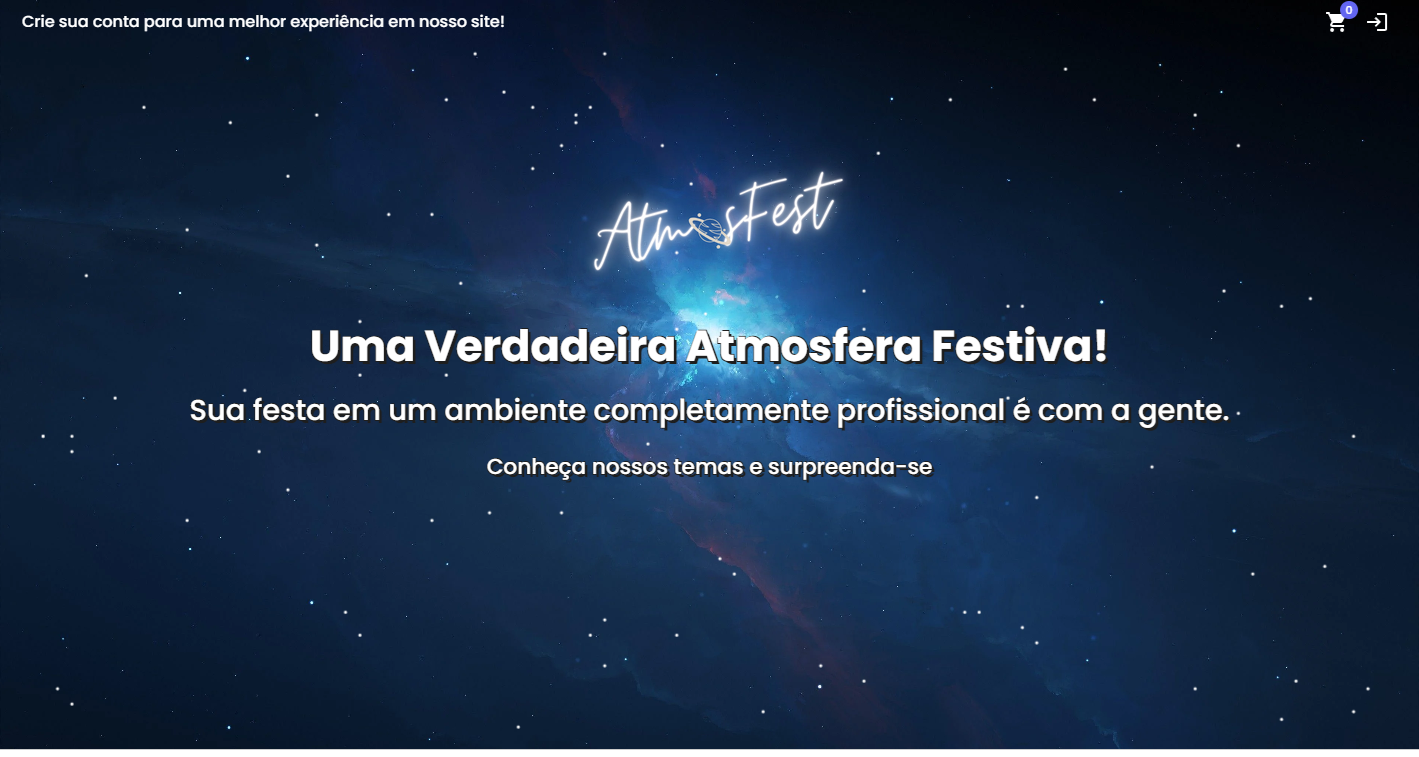 Crie sua conta para uma melhor experiência em nosso site!
0
AtmosFest
Uma Verdadeira Atmosfera Festiva!
Sua festa em um ambiente completamente profissional é com a gente.
Conheça nossos temas e surpreenda-se